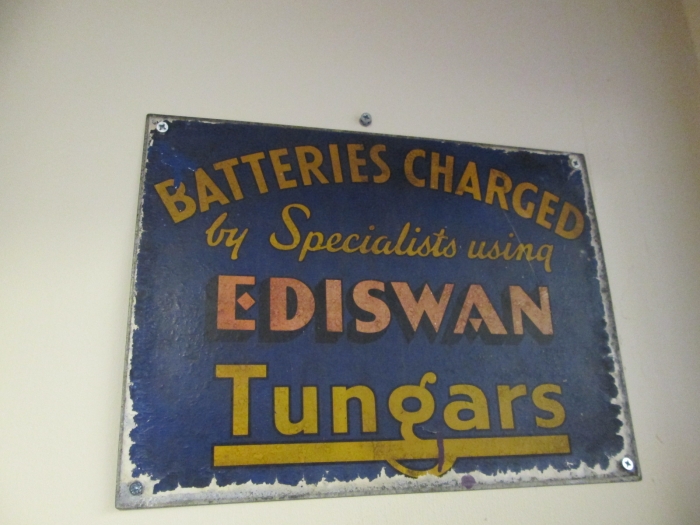 BATTERIES CHARGED
by Specialists using
EDISWAN
Tungars